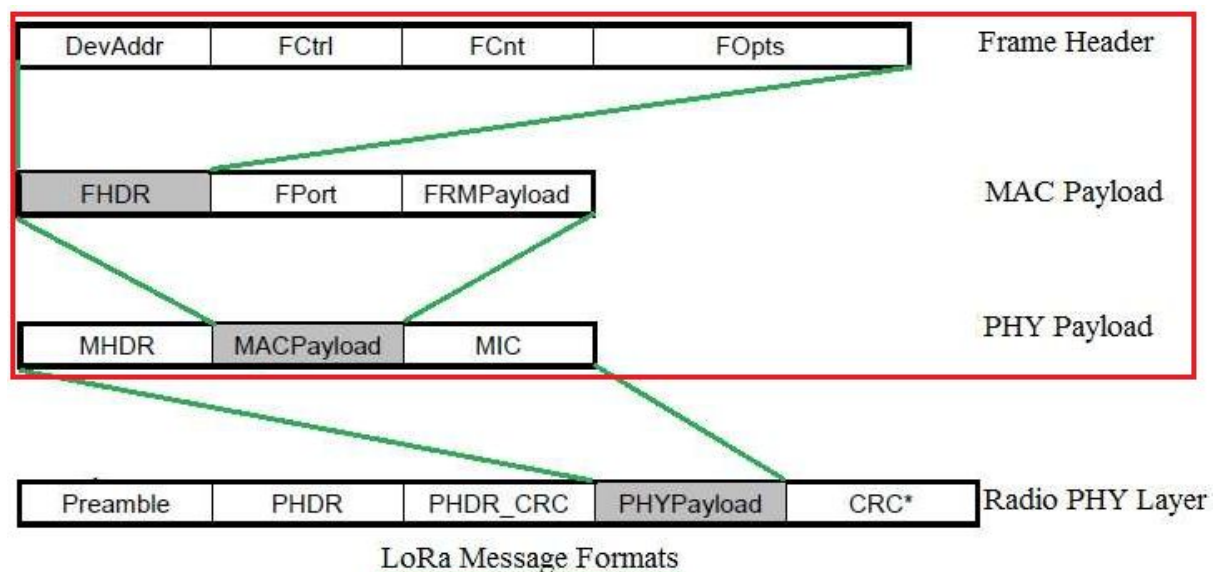 DevAddr FCtrl FCnt FOpts Frame Header
FHDR FPort FRMPayload MAC Payload
MHDR MACPayload MIC PHY Payload
Preamble PHDR PHDR_CRC PHYPayload CRC* Radio PHY Layer
LoRa Message Formats